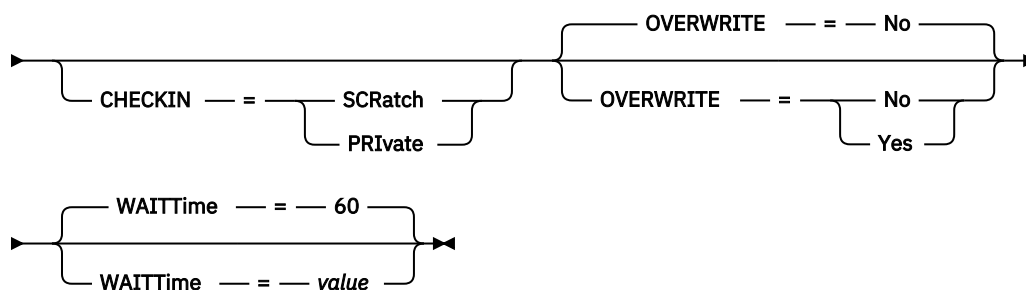 OVERWRITE = No
CHECKIN = SCRatch OVERWRITE = No
PRIvate Yes
WAITTime = 60
WAITTime = value